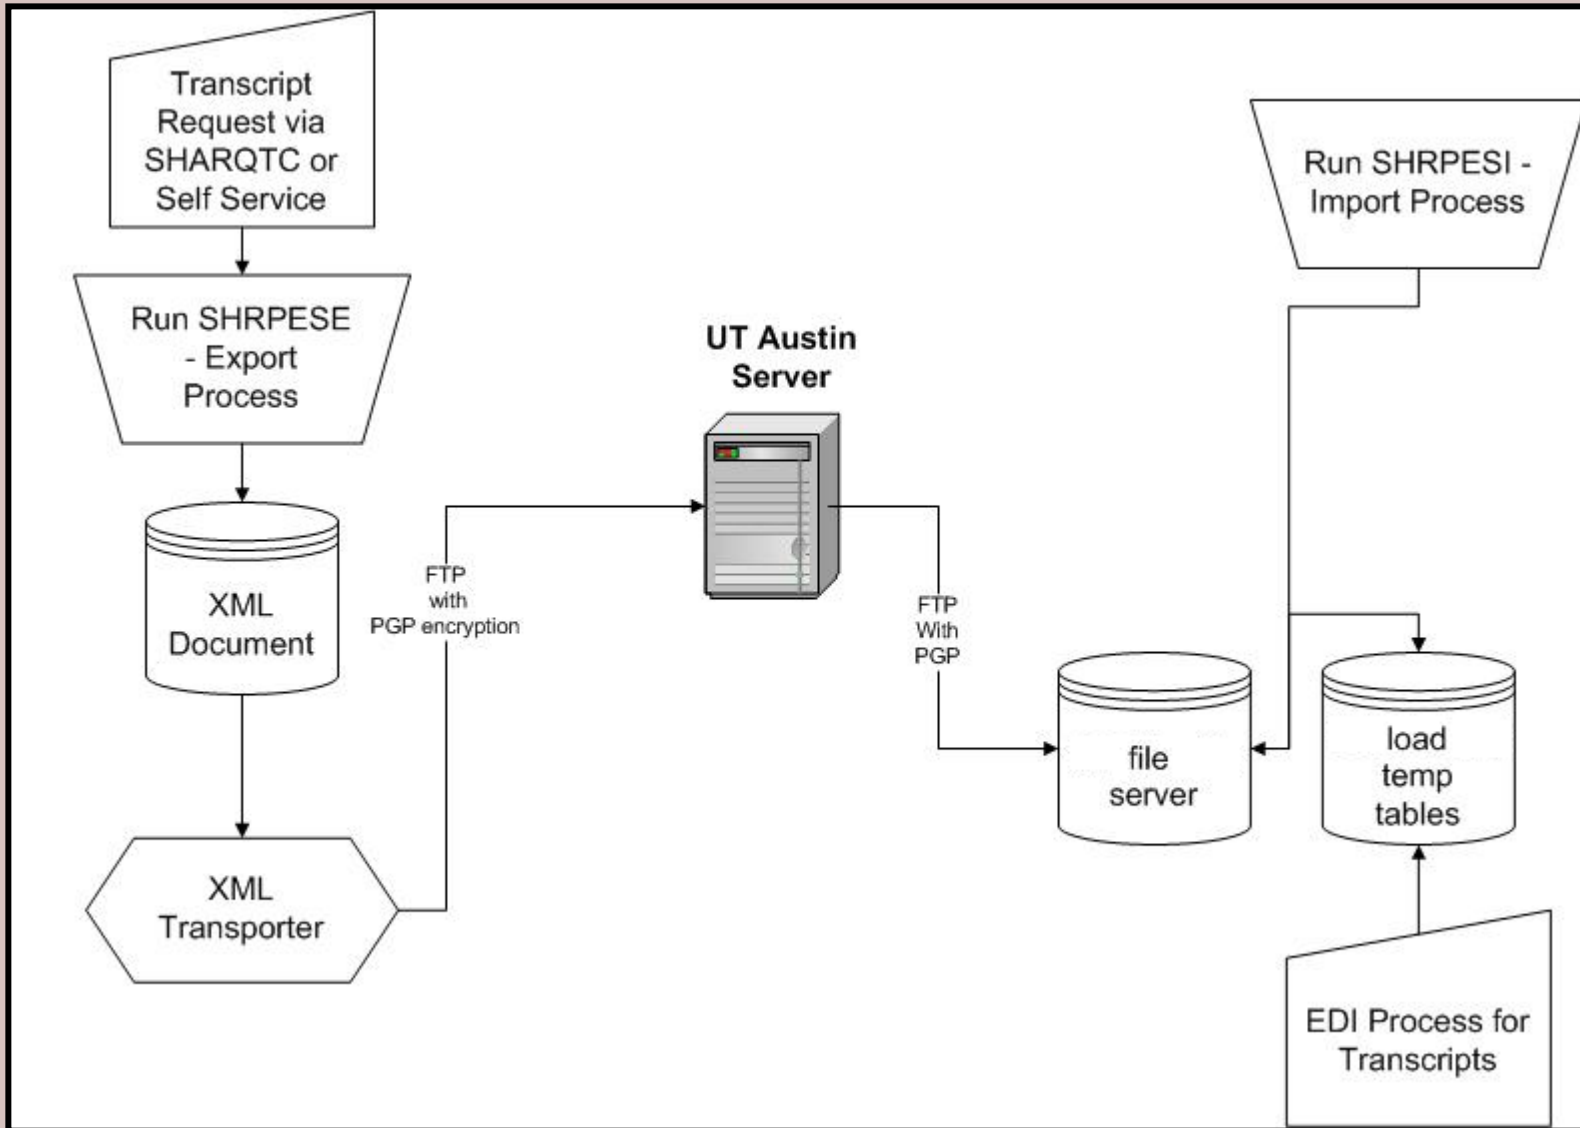 Transcript
Request via
SHARQTC or
Self Service
Run SHRPESE
- Export
Process
XML
Document
XML
Transporter
FTP
with
PGP encryption
UT Austin
Server
FTP
With
PGP
Run SHRPESI -
Import Process
file
server
load
temp
tables
EDI Process for
Transcripts